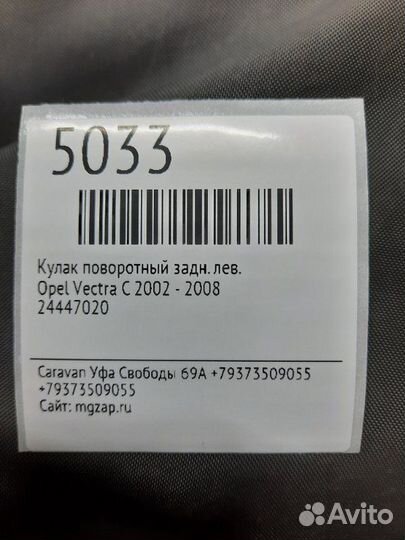 5033
Кулак поворотный задн. лев.
Opel Vectra C 2002 - 2008
24447020
Caravan Уфа Свободы 69А +79373509055
+79373509055
Сайт: mgzap.ru
Avito